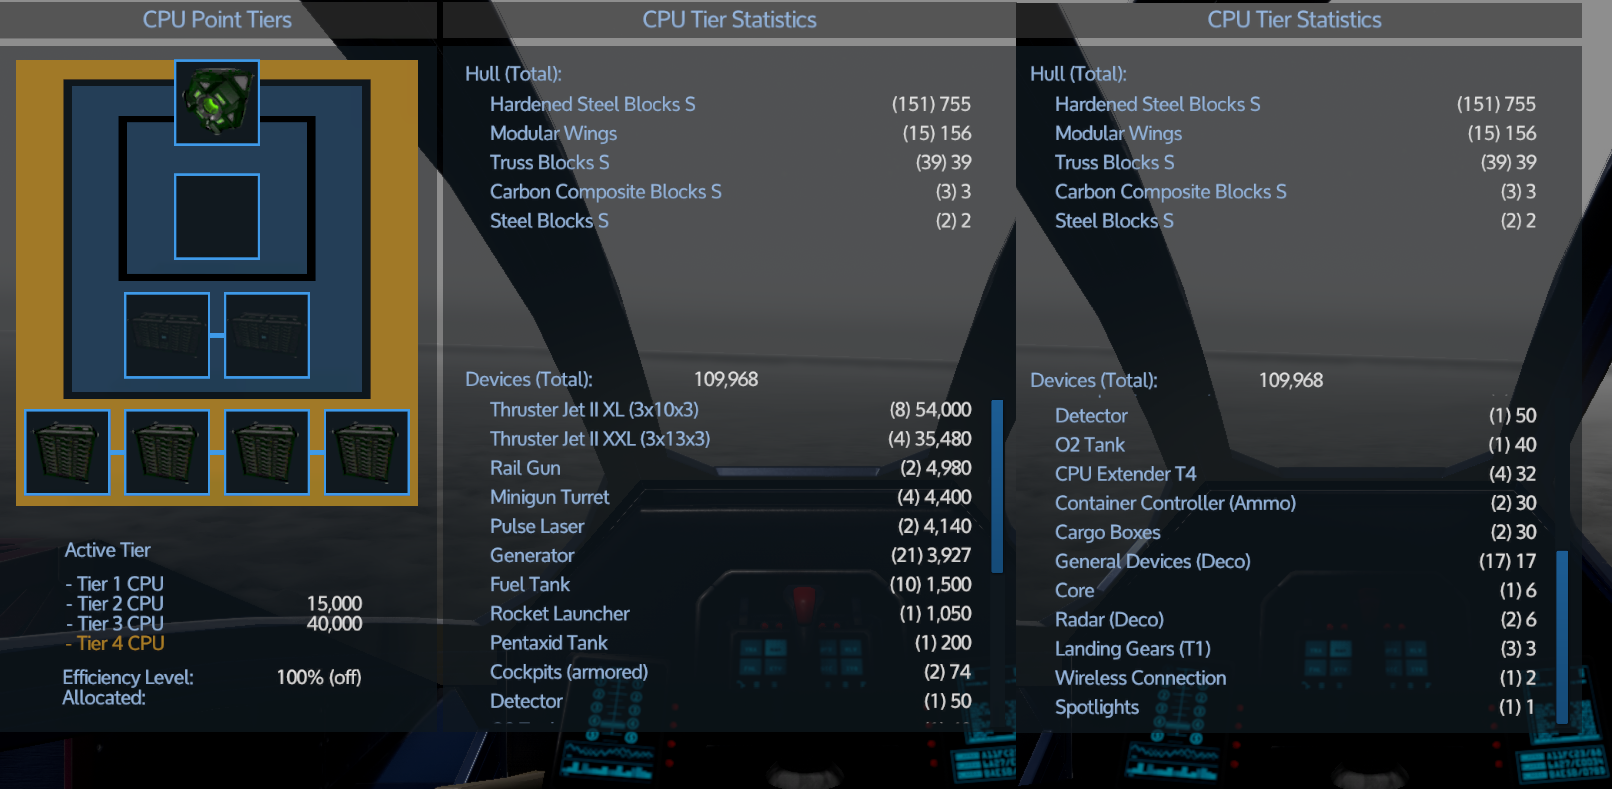 CPU Point Tiers
Active Tier
- Tier 1 CPU
- Tier 2 CPU 15,000
- Tier 3 CPU 40,000
- Tier 4 CPU
Efficiency Level: 100% (off)
Allocated:
CPU Tier Statistics
Hull (Total):
Hardened Steel Blocks S (151) 755
Modular Wings (15) 156
Truss Blocks S (39) 39
Carbon Composite Blocks S (3) 3
Steel Blocks S (2) 2
Devices (Total): 109,968
Thruster Jet II XL (3x10x3) (8) 54,000
Thruster Jet II XXL (3x13x3) (4) 35,480
Rail Gun (2) 4,980
Minigun Turret (4) 4,400
Pulse Laser (2) 4,140
Generator (21) 3,927
Fuel Tank (10) 1,500
Rocket Launcher (1) 1,050
Pentaxid Tank (1) 200
Cockpits (armored) (2) 74
Detector (1) 50
CPU Tier Statistics
Hull (Total):
Hardened Steel Blocks S (151) 755
Modular Wings (15) 156
Truss Blocks S (39) 39
Carbon Composite Blocks S (3) 3
Steel Blocks S (2) 2
Devices (Total): 109,968
Detector (1) 50
O2 Tank (1) 40
CPU Extender T4 (4) 32
Container Controller (Ammo) (2) 30
Cargo Boxes (2) 30
General Devices (Deco) (17) 17
Core (1) 6
Radar (Deco) (2) 6
Landing Gears (T1) (3) 3
Wireless Connection (1) 2
Spotlights (1) 1